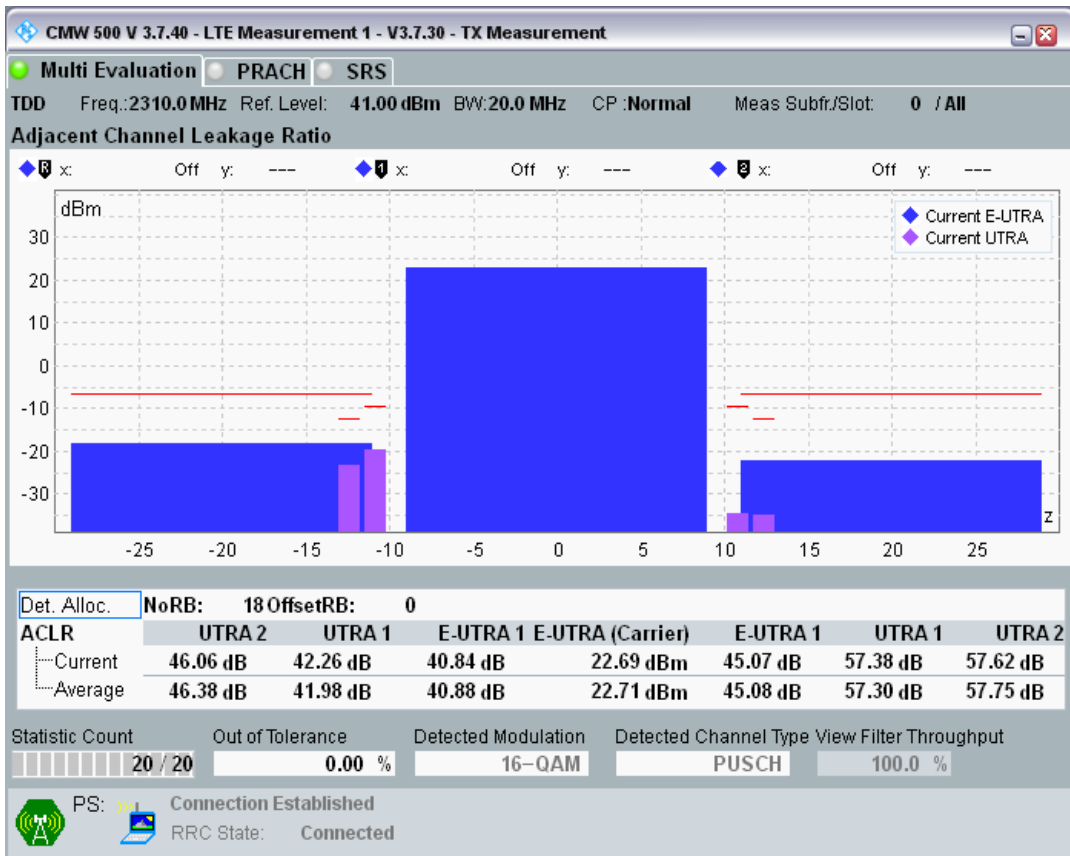 CMW 500 V 3.7.40 - LTE Measurement 1 - V3.7.30 - TX Measurement
Multi Evaluation PRACH SRS
TDD Freq.:2310.0 MHz Ref. Level: 41.00 dBm BW:20.0 MHz CP :Normal Meas Subfr./Slot: 0 / All
Adjacent Channel Leakage Ratio
R x: Off y: --- 1 x: Off y: --- 2 x: Off y: ---
dBm
Current E-UTRA
Current UTRA
30
20
10
0
-10
-20
-30
z
-25 -20 -15 -10 -5 0 5 10 15 20 25
Det. Alloc. NoRB: 18 OffsetRB: 0
ACLR UTRA 2 UTRA 1 E-UTRA 1 E-UTRA (Carrier) E-UTRA 1 UTRA 1 UTRA 2
Current 46.06 dB 42.26 dB 40.84 dB 22.69 dBm 45.07 dB 57.38 dB 57.62 dB
Average 46.38 dB 41.98 dB 40.88 dB 22.71 dBm 45.08 dB 57.30 dB 57.75 dB
Statistic Count Out of Tolerance Detected Modulation Detected Channel Type View Filter Throughput
20 / 20 0.00 % 16-QAM PUSCH 100.0 %
PS: Connection Established
RRC State: Connected